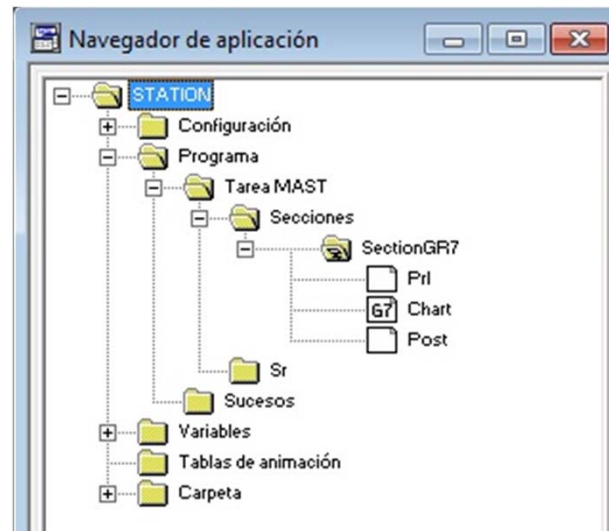 Navegador de aplicación
STATION
Configuración
Programa
Tarea MAST
Secciones
SectionGR7
Prl
G7 Chart
Post
Sr
Sucesos
Variables
Tablas de animación
Carpeta